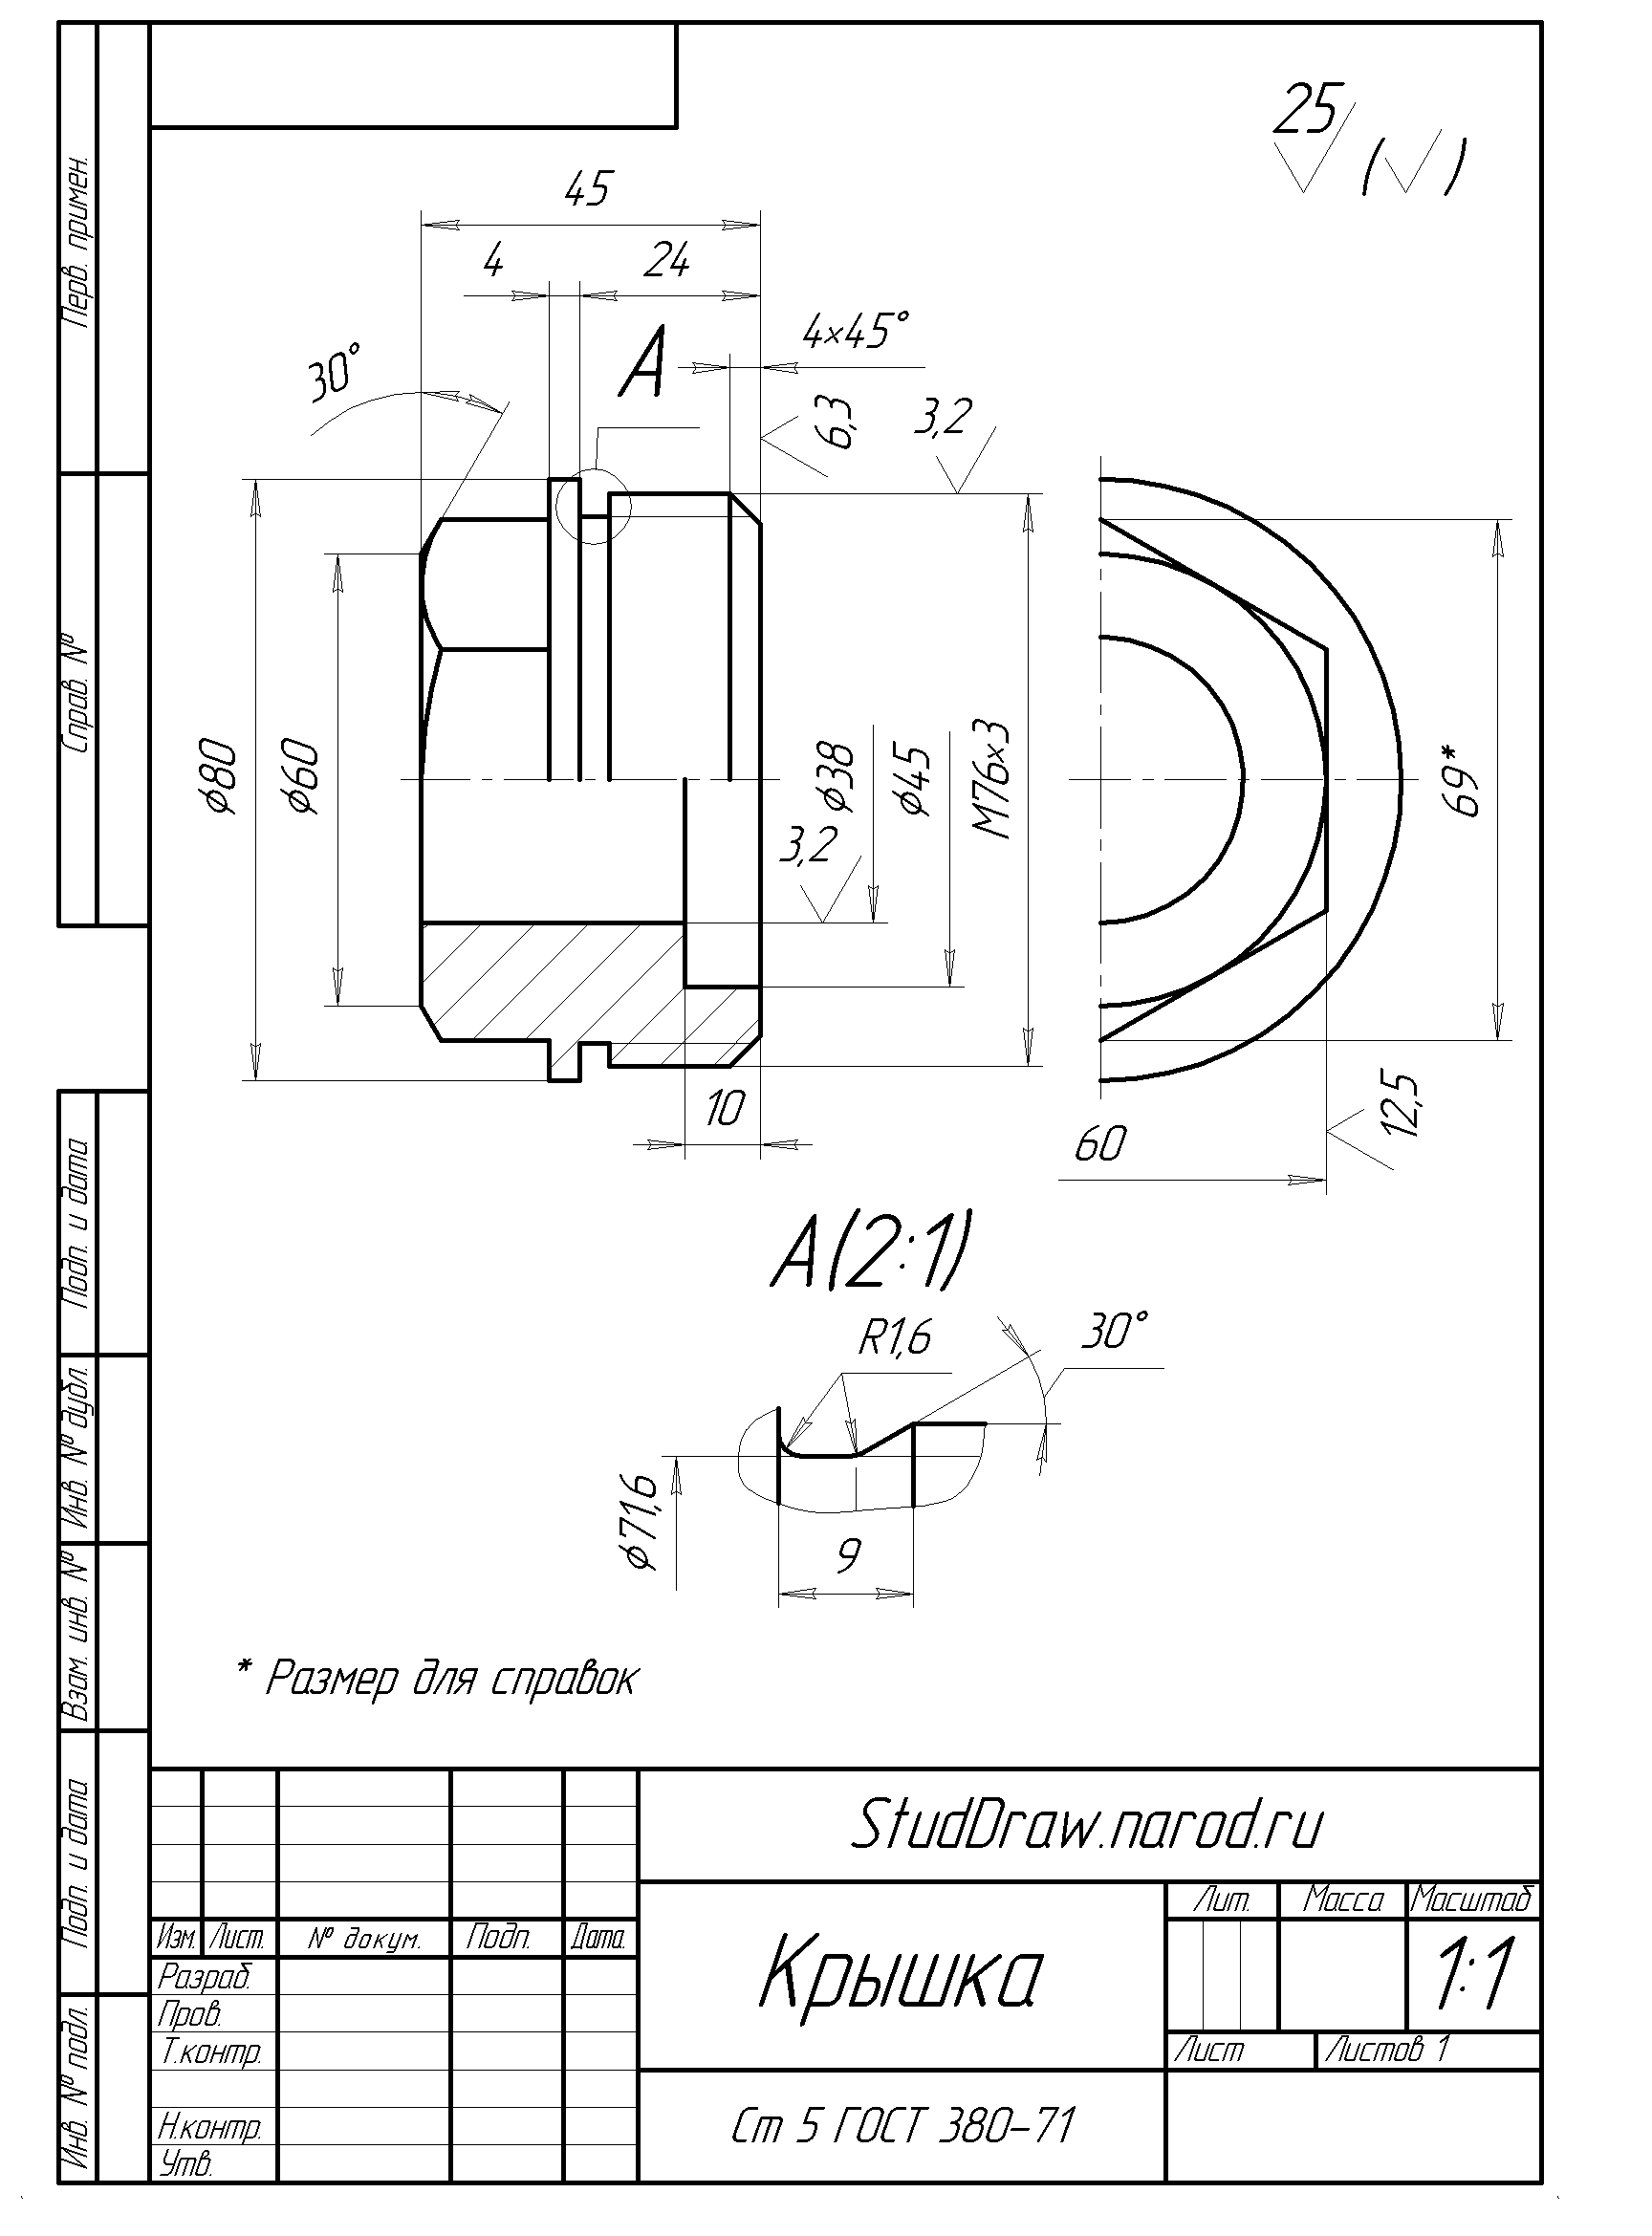 25
( )
45
4
24
A
4×45°
30°
6,3
3,2
⌀80
⌀60
⌀38
⌀45
М76×3
69*
3,2
10
60
12,5
А(2:1)
R1,6
30°
⌀71,6
9
* Размер для справок
Перв. примен.
Справ. №
Подп. и дата
Инв. № дубл.
Взам. инв. №
Подп. и дата
Инв. № подл.
StudDraw.narod.ru
Изм. Лист. № докум. Подп. Дата.
Разраб.
Пров.
Т.контр.
Н.контр.
Утв.
Крышка
Лит. Масса Масштаб
1:1
Лист Листов 1
Ст 5 ГОСТ 380-71